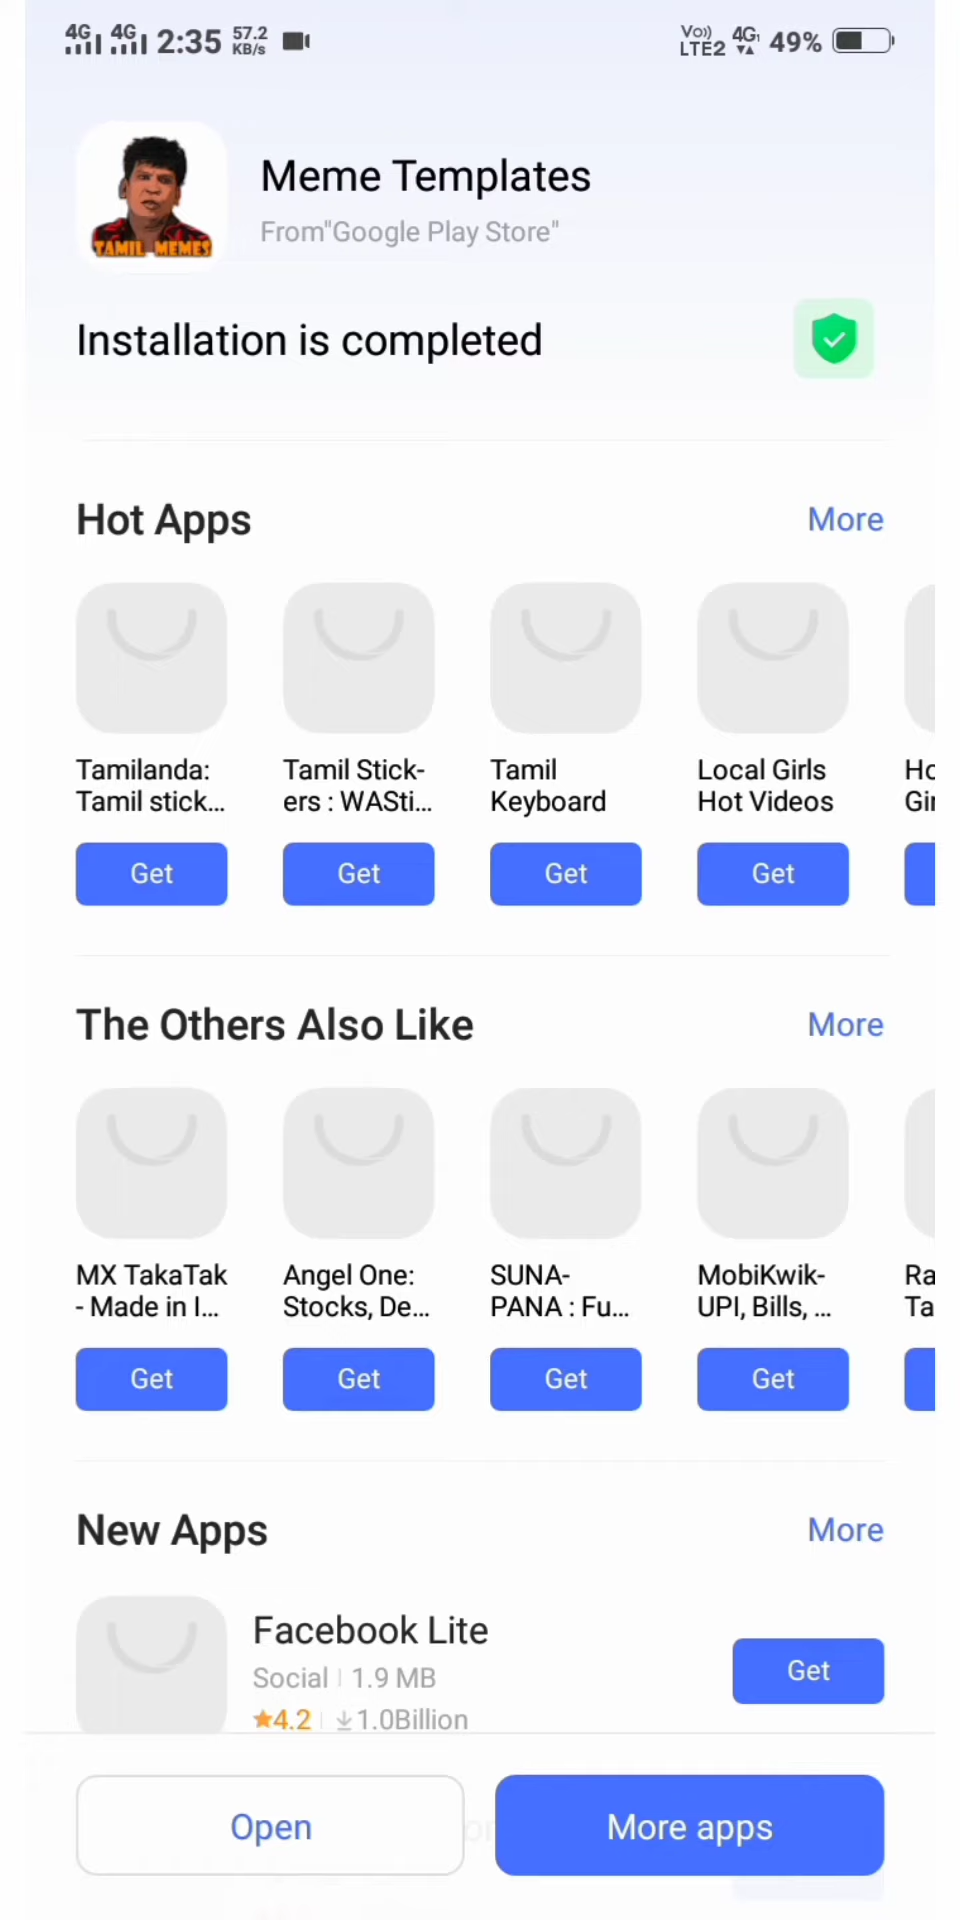 4G 4G 2:35 57.2 KB/s
Vo)) LTE2 4G 49%
TAMIL MEMES
Meme Templates
From"Google Play Store"
Installation is completed
Hot Apps More
Tamilanda: Tamil Stick- Tamil Local Girls
Tamil stick... ers : WASti... Keyboard Hot Videos
Get Get Get Get
The Others Also Like More
MX TakaTak Angel One: SUNA- MobiKwik-
- Made in I... Stocks, De... PANA : Fu... UPI, Bills, ...
Get Get Get Get
New Apps More
Facebook Lite
Social 1.9 MB
Get
★4.2 1.0Billion
Open More apps